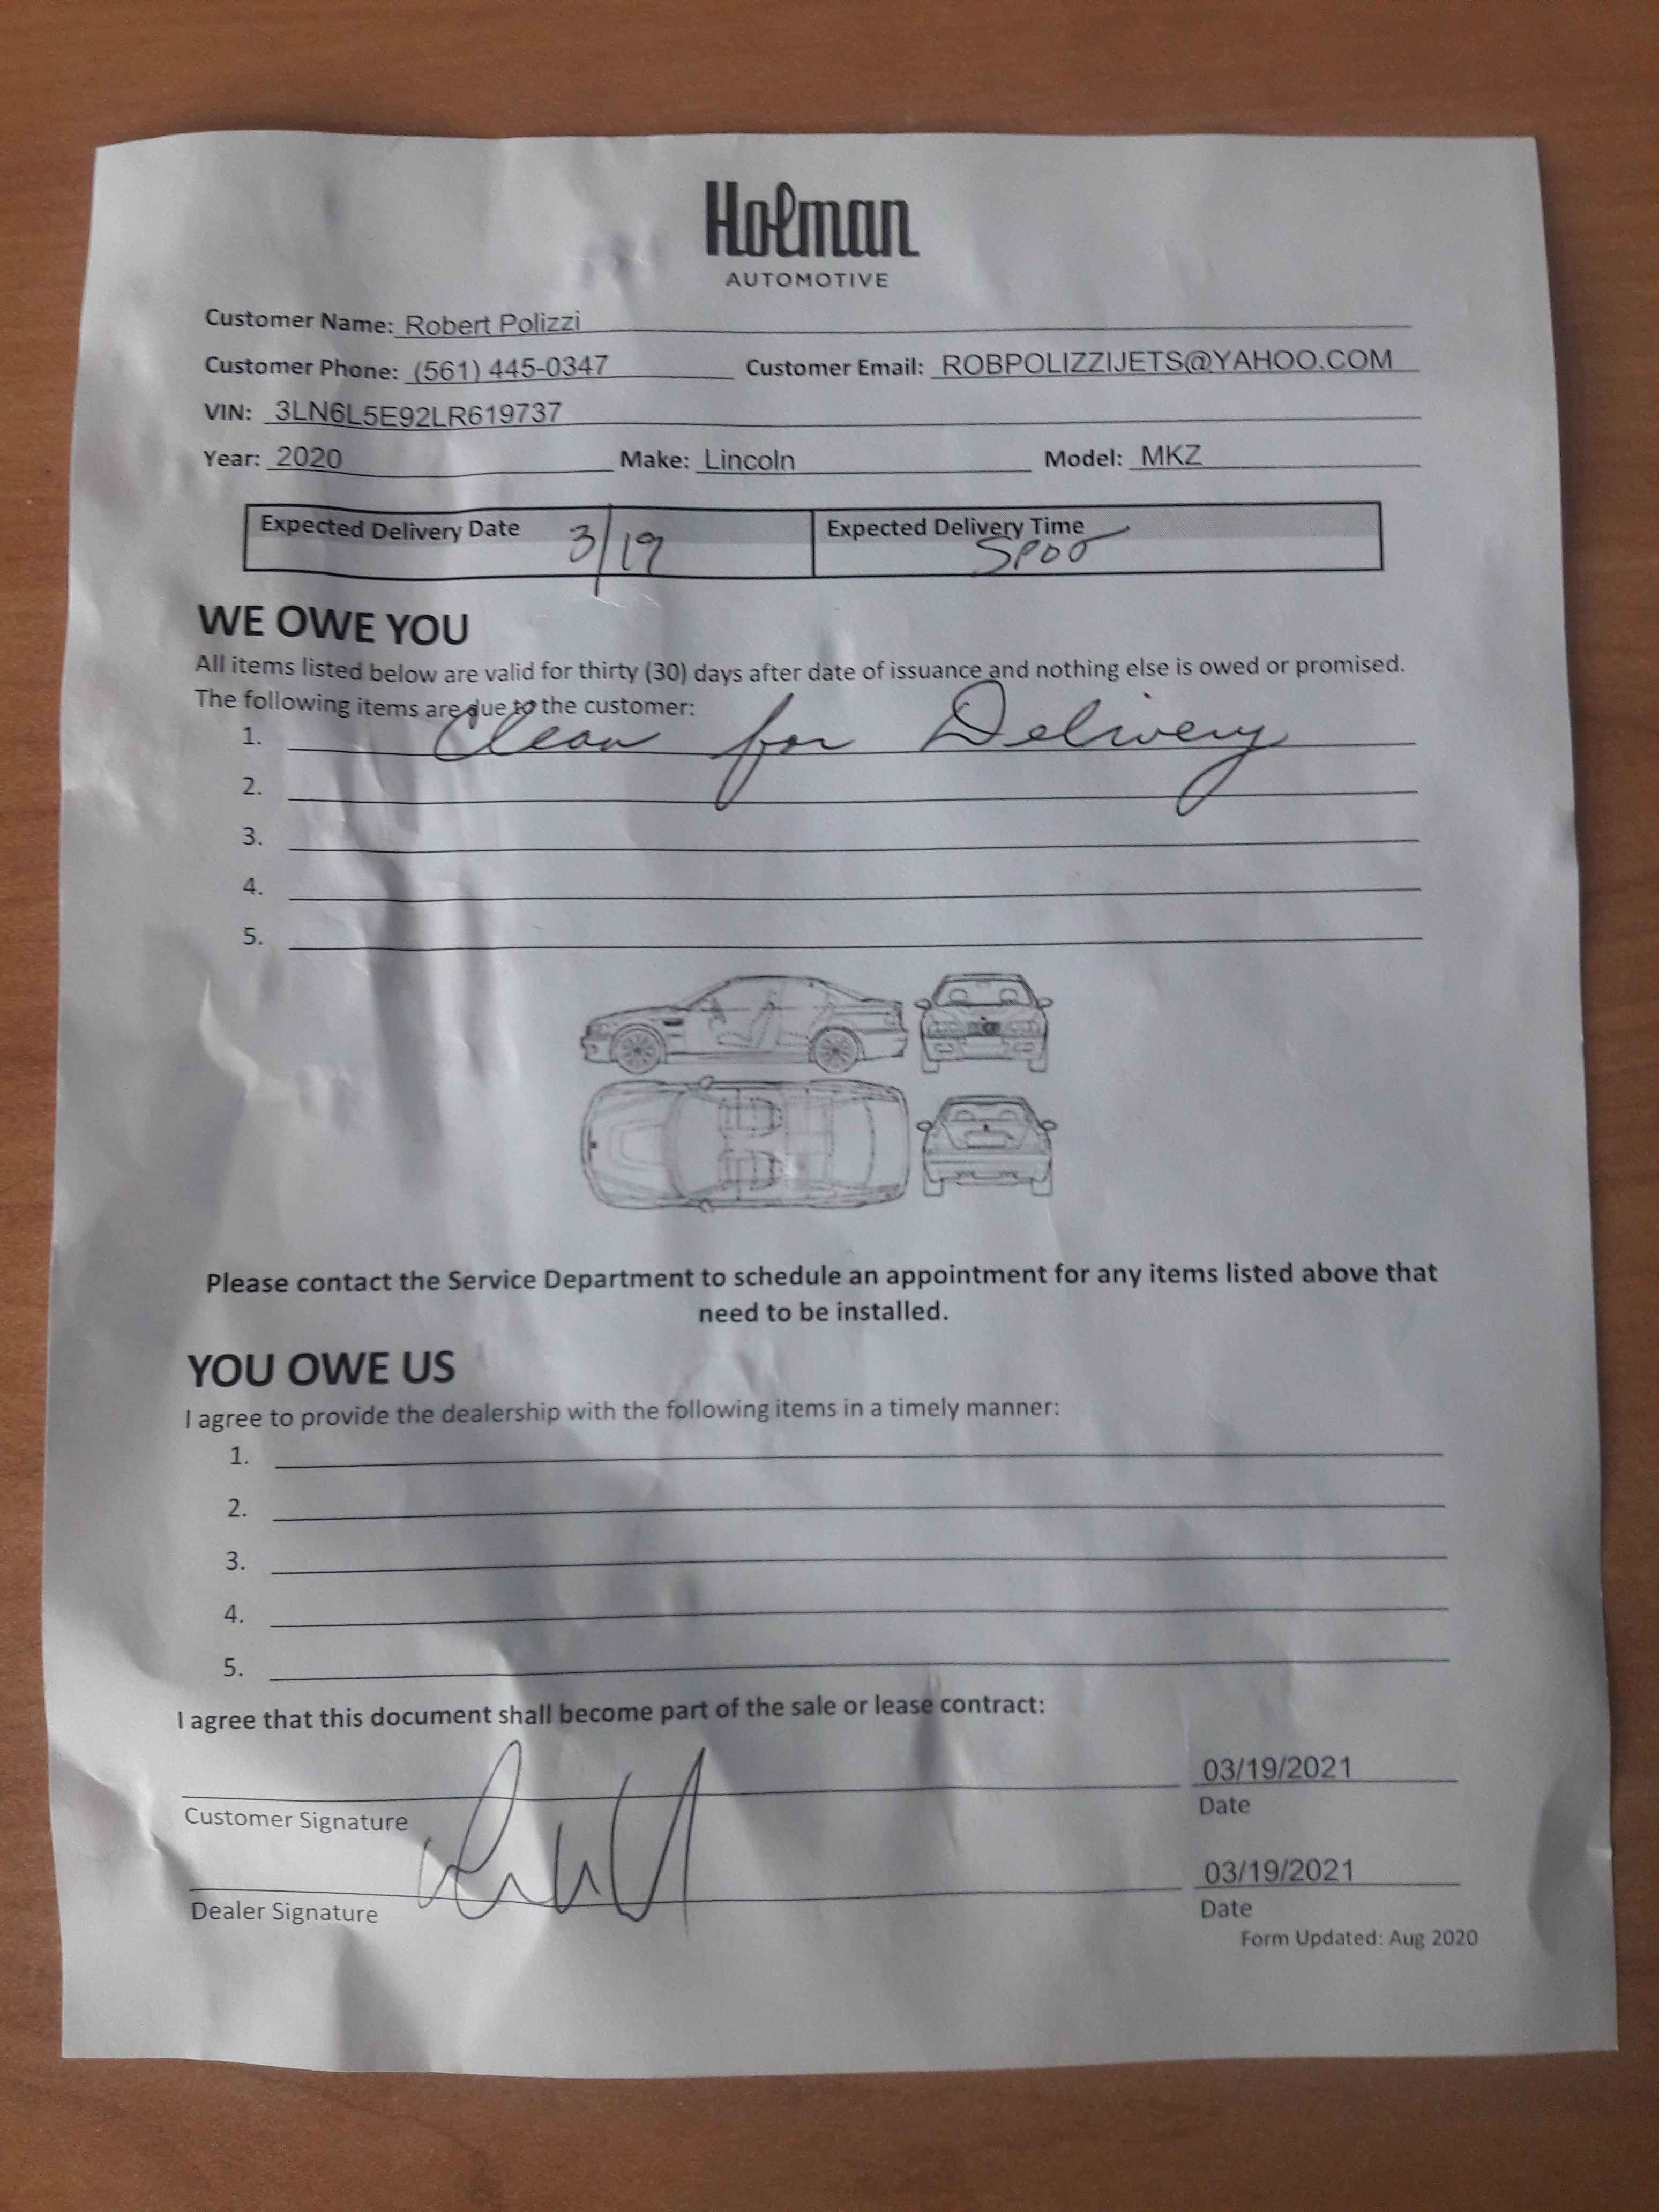 Holman
AUTOMOTIVE
Customer Name: Robert Polizzi
Customer Phone: (561) 445-0347 Customer Email: ROBPOLIZZIJETS@YAHOO.COM
VIN: 3LN6L5E92LR619737
Year: 2020 Make: Lincoln Model: MKZ
Expected Delivery Date 3/19 Expected Delivery Time
WE OWE YOU
All items listed below are valid for thirty (30) days after date of issuance and nothing else is owed or promised.
The following items are due to the customer:
1. Clean for Delivery
2.
3.
4.
5.
Please contact the Service Department to schedule an appointment for any items listed above that
need to be installed.
YOU OWE US
I agree to provide the dealership with the following items in a timely manner:
1.
2.
3.
4.
5.
I agree that this document shall become part of the sale or lease contract:
03/19/2021
Customer Signature Date
03/19/2021
Dealer Signature Date
Form Updated: Aug 2020